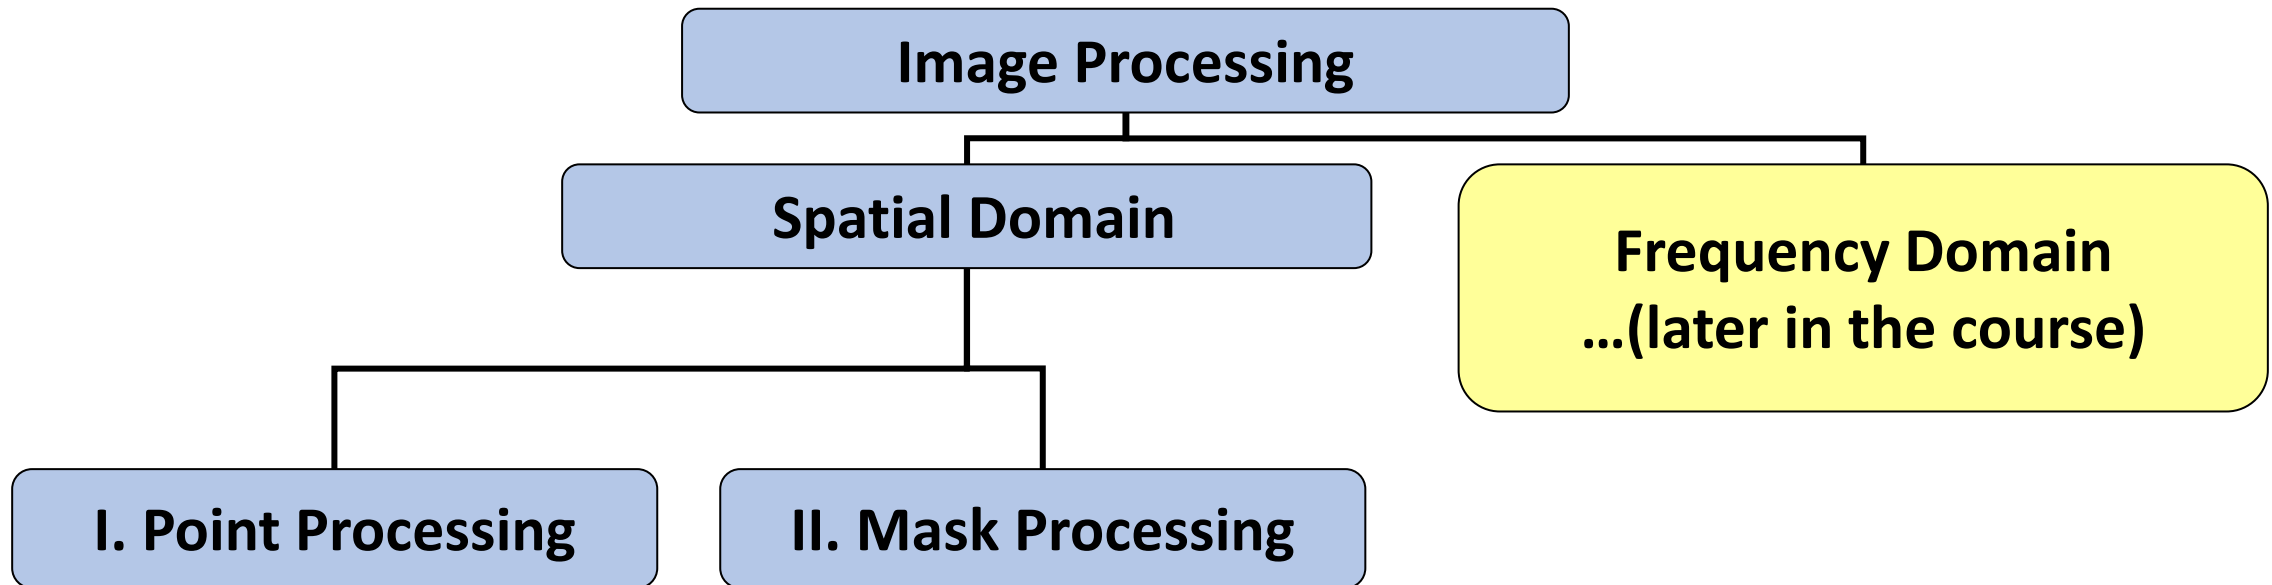 Image Processing
Spatial Domain
Frequency Domain
...(later in the course)
I. Point Processing
II. Mask Processing